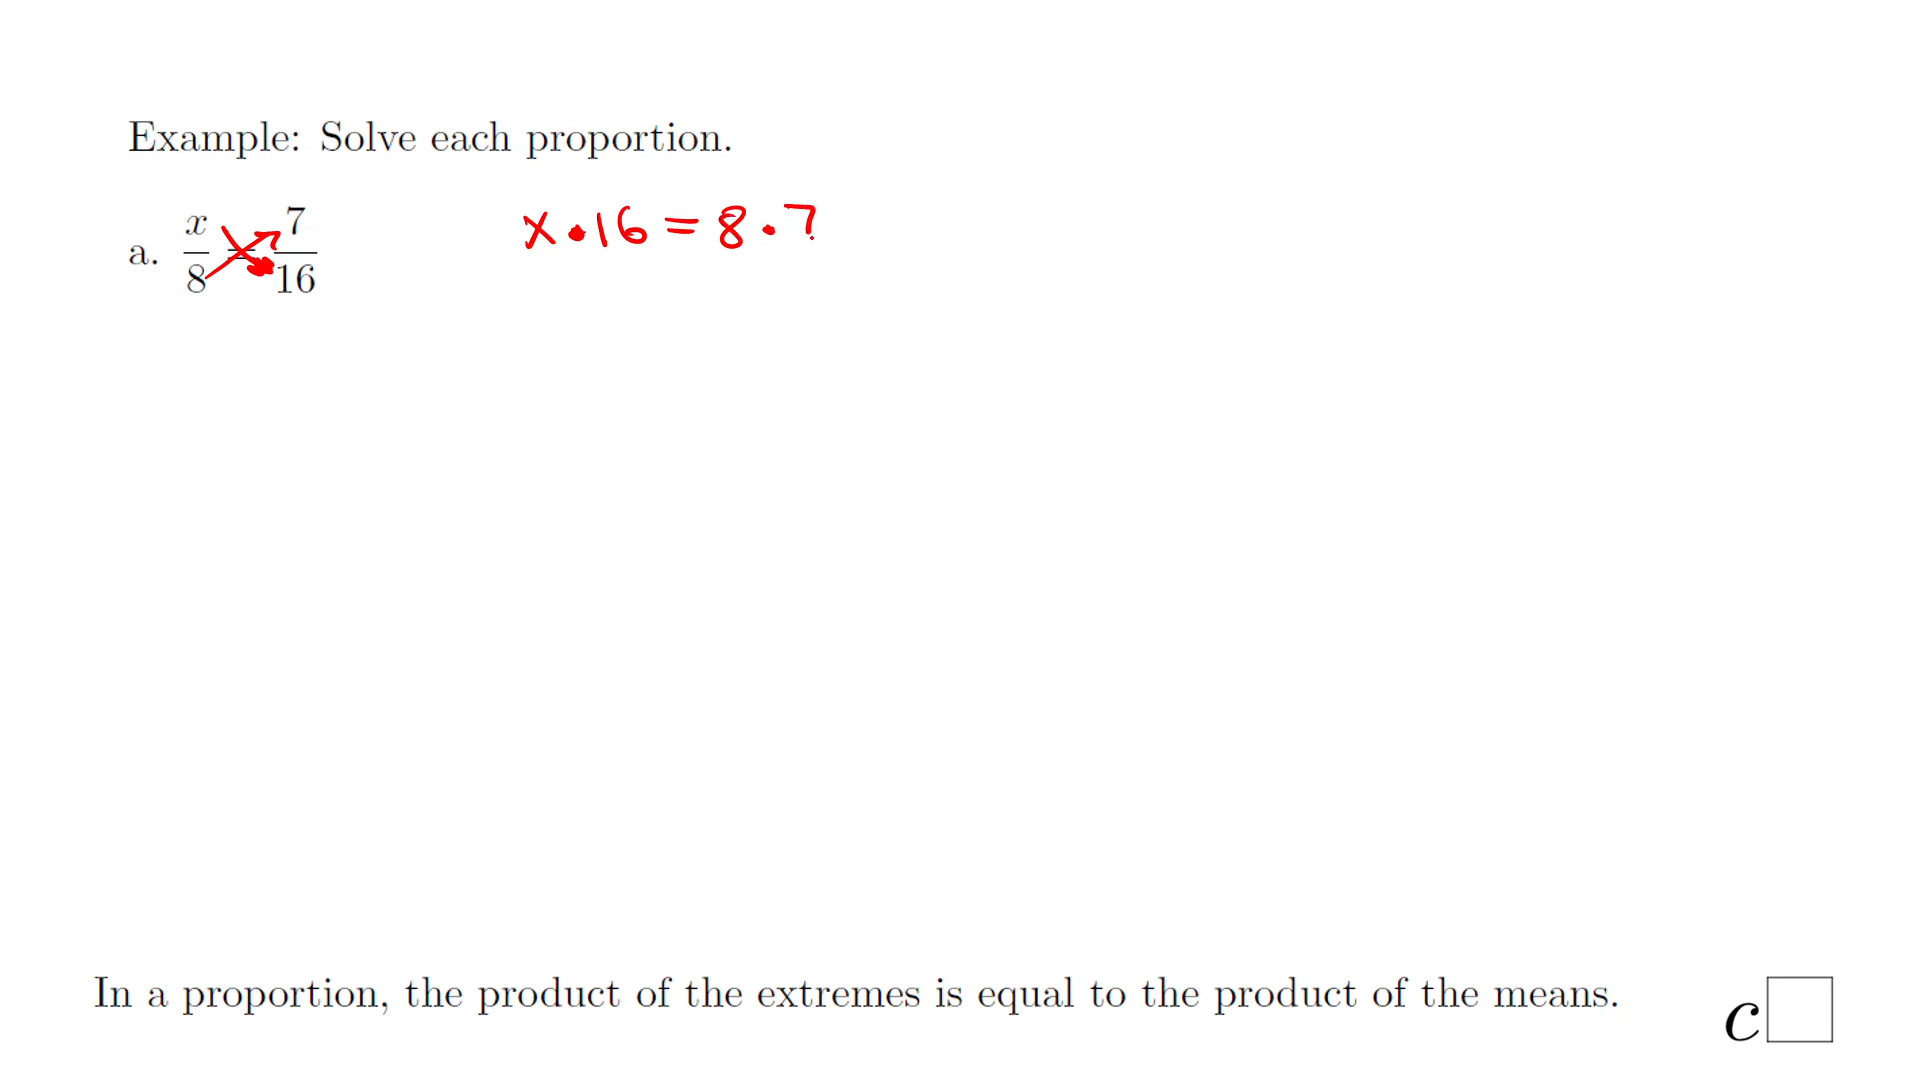 Example: Solve each proportion.
a. x/8 = 7/16
x • 16 = 8 • 7
In a proportion, the product of the extremes is equal to the product of the means.
c